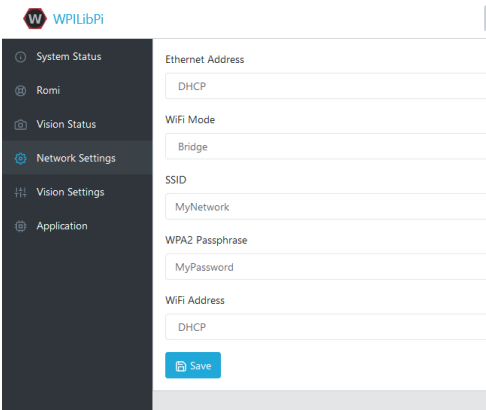 W WPILibPi
System Status
Romi
Vision Status
Network Settings
Vision Settings
Application
Ethernet Address
DHCP
WiFi Mode
Bridge
SSID
MyNetwork
WPA2 Passphrase
MyPassword
WiFi Address
DHCP
Save